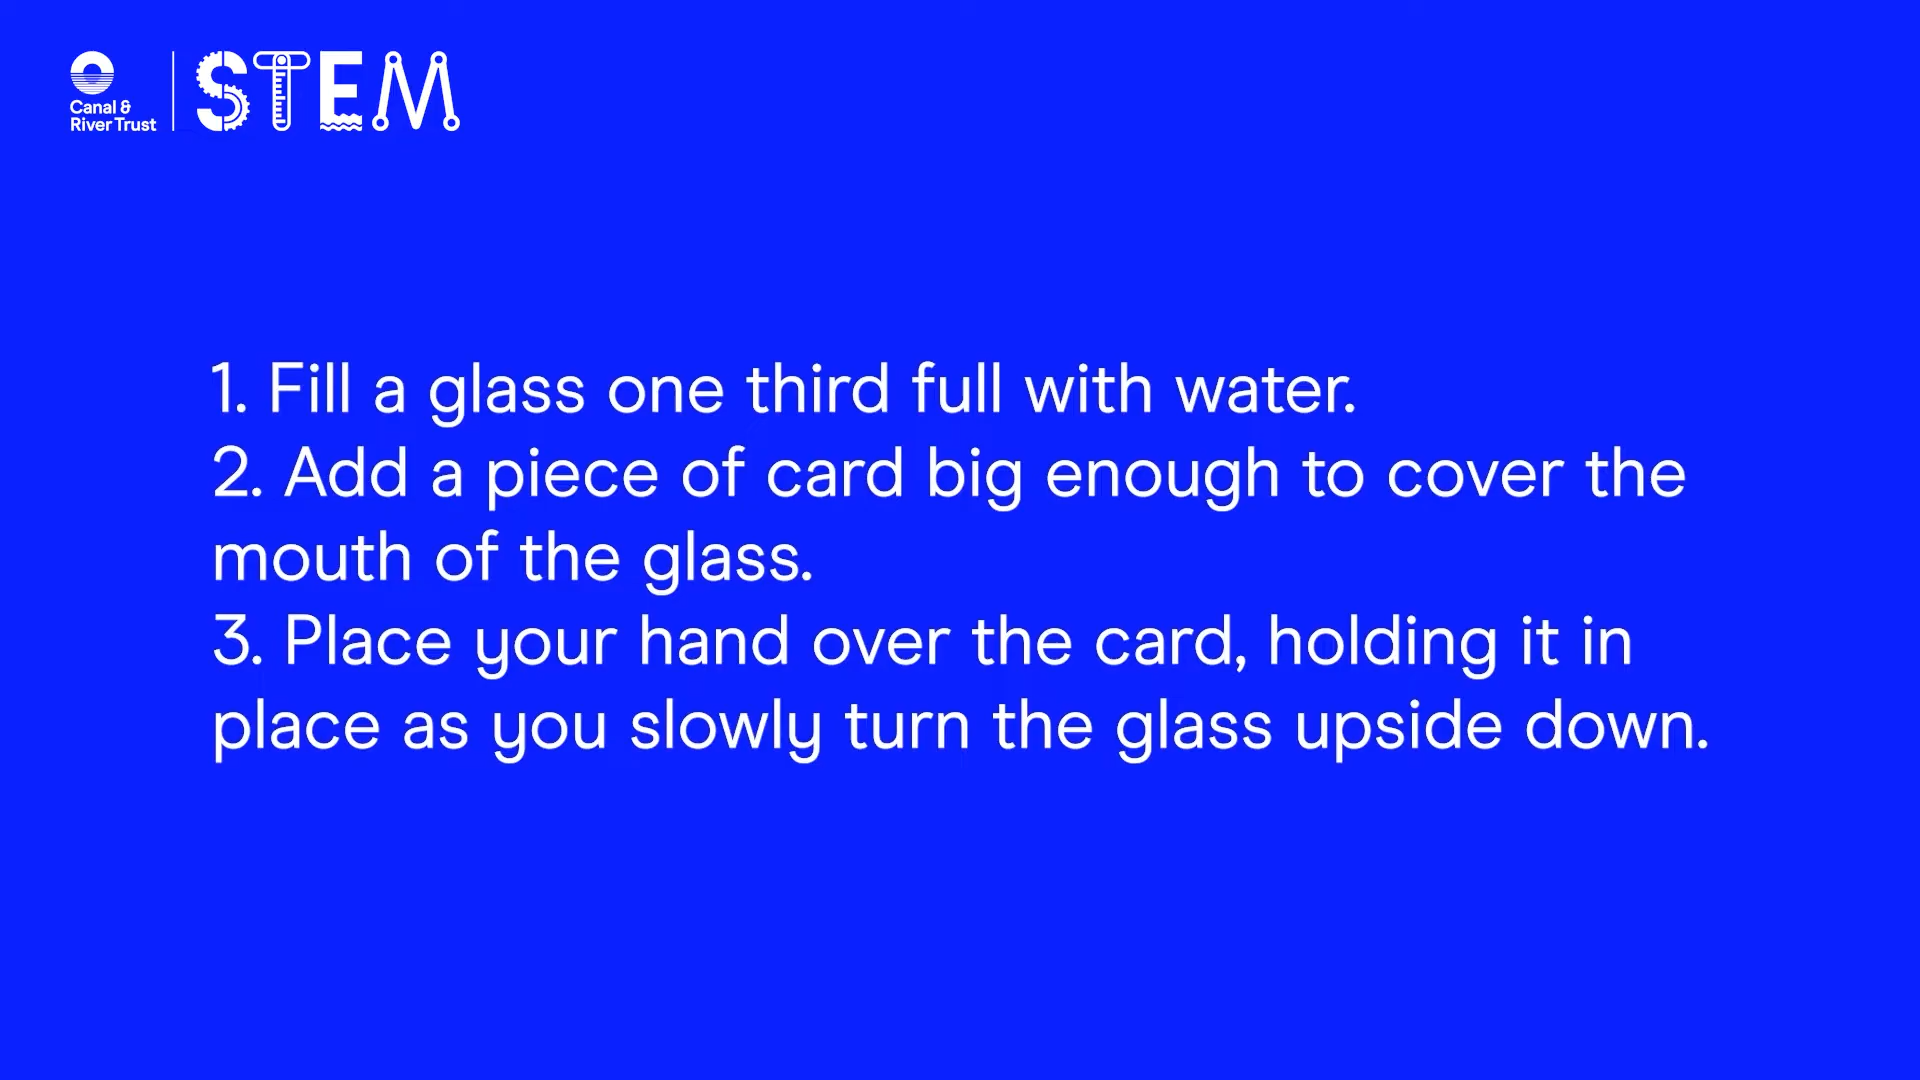 Canal &
River Trust
STEM
1. Fill a glass one third full with water.
2. Add a piece of card big enough to cover the
mouth of the glass.
3. Place your hand over the card, holding it in
place as you slowly turn the glass upside down.